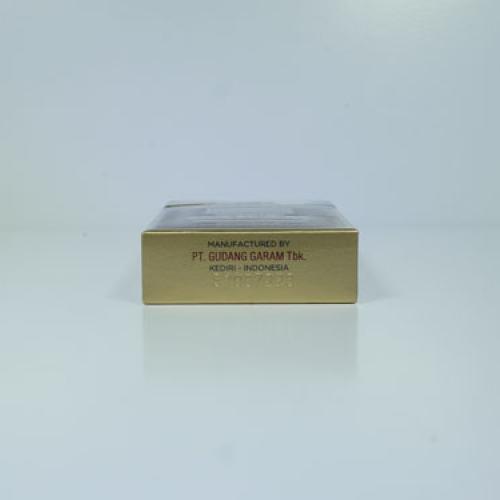 MANUFACTURED BY
PT. GUDANG GARAM Tbk.
KEDIRI - INDONESIA